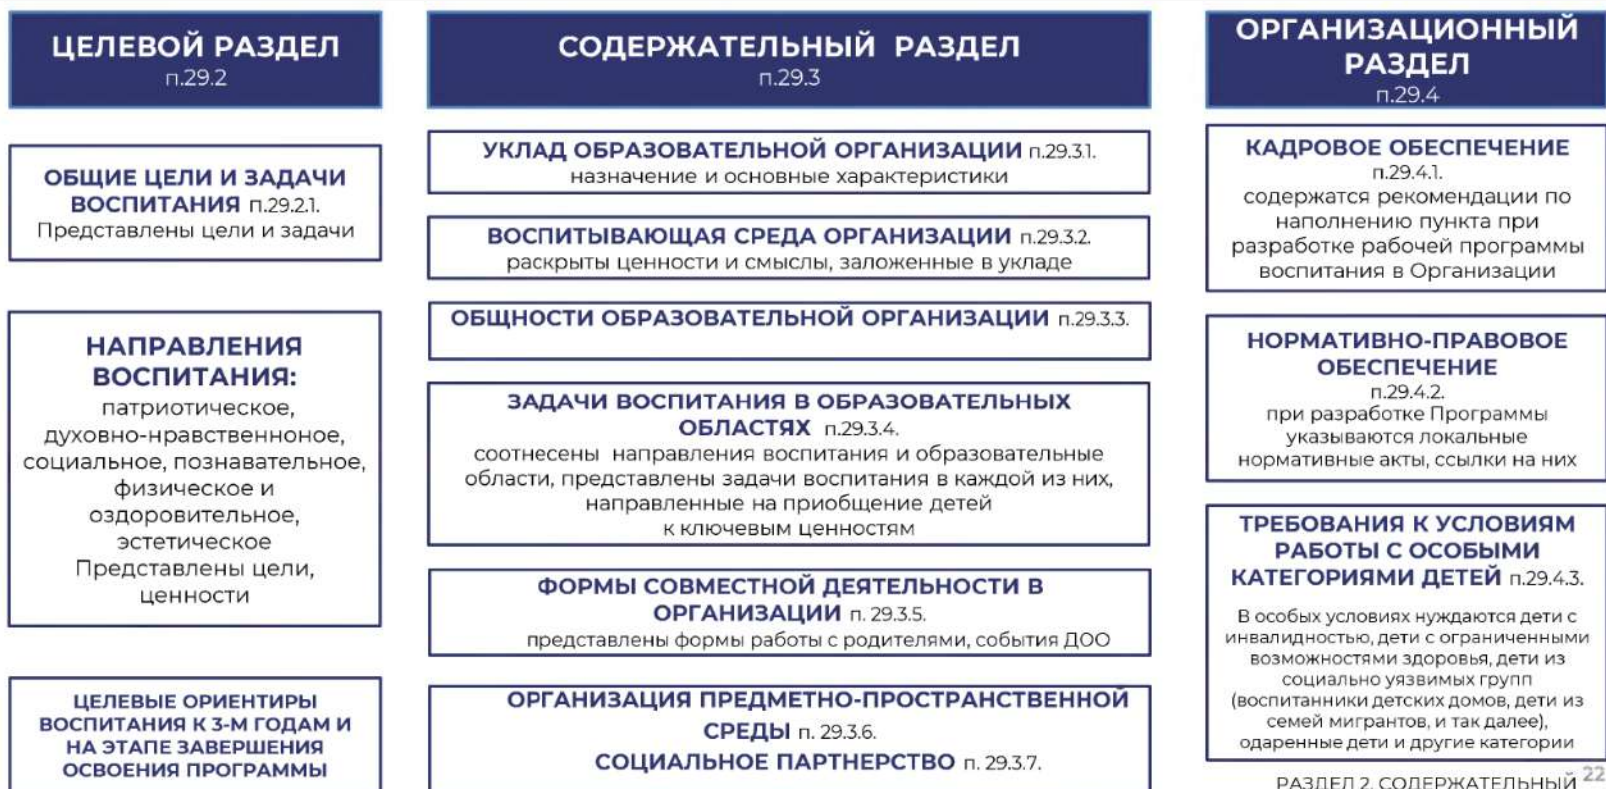 ЦЕЛЕВОЙ РАЗДЕЛ
п.29.2
ОБЩИЕ ЦЕЛИ И ЗАДАЧИ
ВОСПИТАНИЯ п.29.2.1.
Представлены цели и задачи
НАПРАВЛЕНИЯ
ВОСПИТАНИЯ:
патриотическое,
духовно-нравственноное,
социальное, познавательное,
физическое и
оздоровительное,
эстетическое
Представлены цели,
ценности
ЦЕЛЕВЫЕ ОРИЕНТИРЫ
ВОСПИТАНИЯ К 3-М ГОДАМ И
НА ЭТАПЕ ЗАВЕРШЕНИЯ
ОСВОЕНИЯ ПРОГРАММЫ
СОДЕРЖАТЕЛЬНЫЙ РАЗДЕЛ
п.29.3
УКЛАД ОБРАЗОВАТЕЛЬНОЙ ОРГАНИЗАЦИИ п.29.3.1.
назначение и основные характеристики
ВОСПИТЫВАЮЩАЯ СРЕДА ОРГАНИЗАЦИИ п.29.3.2.
раскрыты ценности и смыслы, заложенные в укладе
ОБЩНОСТИ ОБРАЗОВАТЕЛЬНОЙ ОРГАНИЗАЦИИ п.29.3.3.
ЗАДАЧИ ВОСПИТАНИЯ В ОБРАЗОВАТЕЛЬНЫХ
ОБЛАСТЯХ п.29.3.4.
соотнесены направления воспитания и образовательные
области, представлены задачи воспитания в каждой из них,
направленные на приобщение детей
к ключевым ценностям
ФОРМЫ СОВМЕСТНОЙ ДЕЯТЕЛЬНОСТИ В
ОРГАНИЗАЦИИ п. 29.3.5.
представлены формы работы с родителями, события ДОО
ОРГАНИЗАЦИЯ ПРЕДМЕТНО-ПРОСТРАНСТВЕННОЙ
СРЕДЫ п. 29.3.6.
СОЦИАЛЬНОЕ ПАРТНЕРСТВО п. 29.3.7.
ОРГАНИЗАЦИОННЫЙ
РАЗДЕЛ
п.29.4
КАДРОВОЕ ОБЕСПЕЧЕНИЕ
п.29.4.1.
содержатся рекомендации по
наполнению пункта при
разработке рабочей программы
воспитания в Организации
НОРМАТИВНО-ПРАВОВОЕ
ОБЕСПЕЧЕНИЕ
п.29.4.2.
при разработке Программы
указываются локальные
нормативные акты, ссылки на них
ТРЕБОВАНИЯ К УСЛОВИЯМ
РАБОТЫ С ОСОБЫМИ
КАТЕГОРИЯМИ ДЕТЕЙ п.29.4.3.
В особых условиях нуждаются дети с
инвалидностью, дети с ограниченными
возможностями здоровья, дети из
социально уязвимых групп
(воспитанники детских домов, дети из
семей мигрантов, и так далее),
одаренные дети и другие категории
РАЗДЕЛ 2. СОДЕРЖАТЕЛЬНЫЙ
22